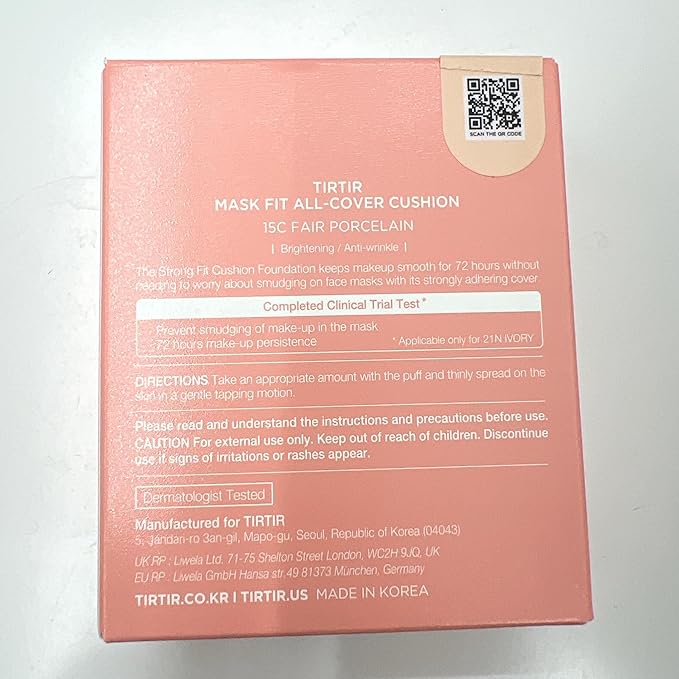 SCAN THE QR CODE
TIRTIR
MASK FIT ALL-COVER CUSHION
15C FAIR PORCELAIN
| Brightening / Anti-wrinkle |
The Strong Fit Cushion Foundation keeps makeup smooth for 72 hours without
needing to worry about smudging on face masks with its strongly adhering cover.
Completed Clinical Trial Test*
Prevent smudging of make-up in the mask
72 hours make-up persistence
* Applicable only for 21N IVORY
DIRECTIONS Take an appropriate amount with the puff and thinly spread on the
skin in a gentle tapping motion.
Please read and understand the instructions and precautions before use.
CAUTION For external use only. Keep out of reach of children. Discontinue
use if signs of irritations or rashes appear.
Dermatologist Tested
Manufactured for TIRTIR
5, Jandari-ro 3an-gil, Mapo-gu, Seoul, Republic of Korea (04043)
UK RP : Liwela Ltd. 71-75 Shelton Street London, WC2H 9JQ, UK
EU RP : Liwela GmbH Hansa str.49 81373 München, Germany
TIRTIR.CO.KR I TIRTIR.US MADE IN KOREA